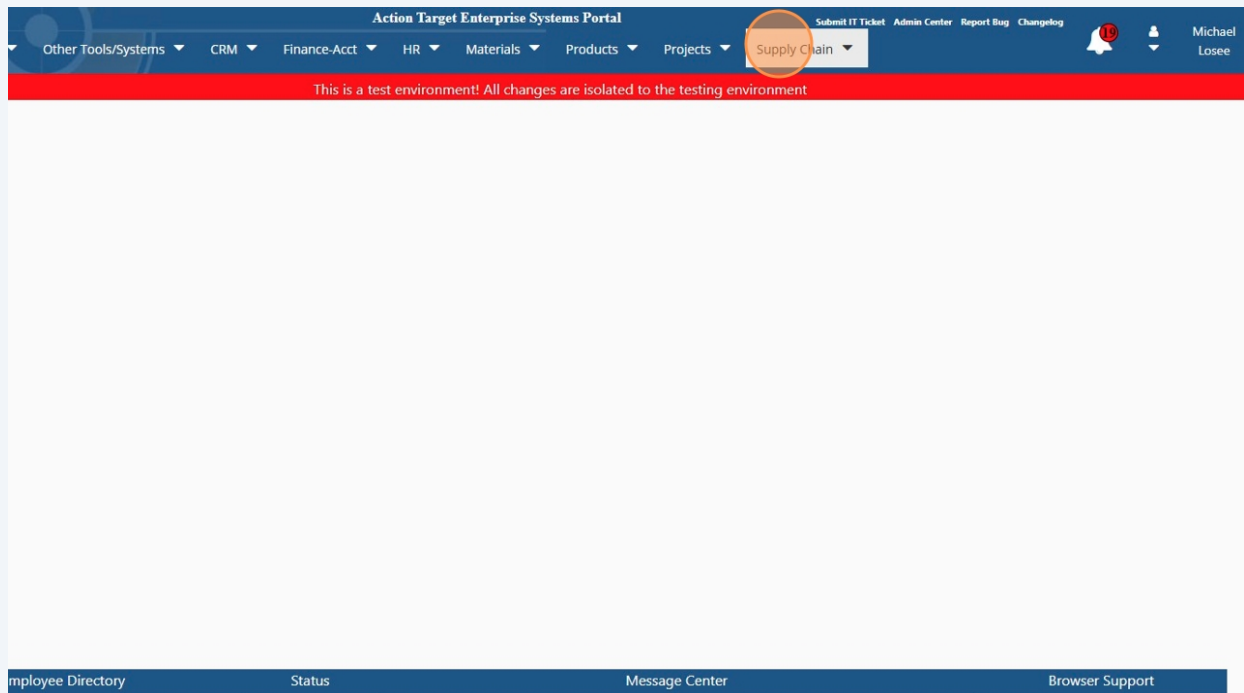 Action Target Enterprise Systems Portal
Submit IT Ticket Admin Center Report Bug Changelog
Other Tools/Systems CRM Finance-Acct HR Materials Products Projects Supply Chain
19
Michael
Losee
This is a test environment! All changes are isolated to the testing environment
mployee Directory Status Message Center Browser Support